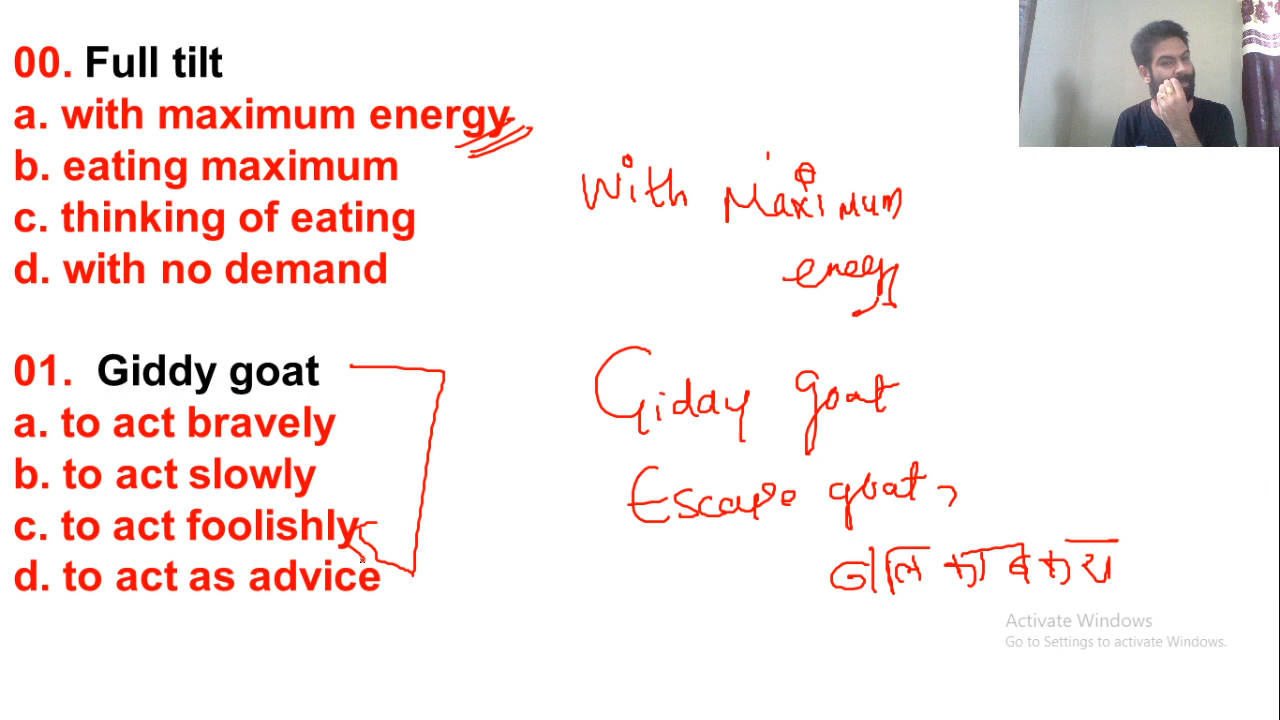 00. Full tilt
a. with maximum energy
b. eating maximum
c. thinking of eating
d. with no demand
With Maximum
energy
01. Giddy goat
a. to act bravely
b. to act slowly
c. to act foolishly
d. to act as advice
Giddy goat
Escape goat,
Activate Windows
Go to Settings to activate Windows.